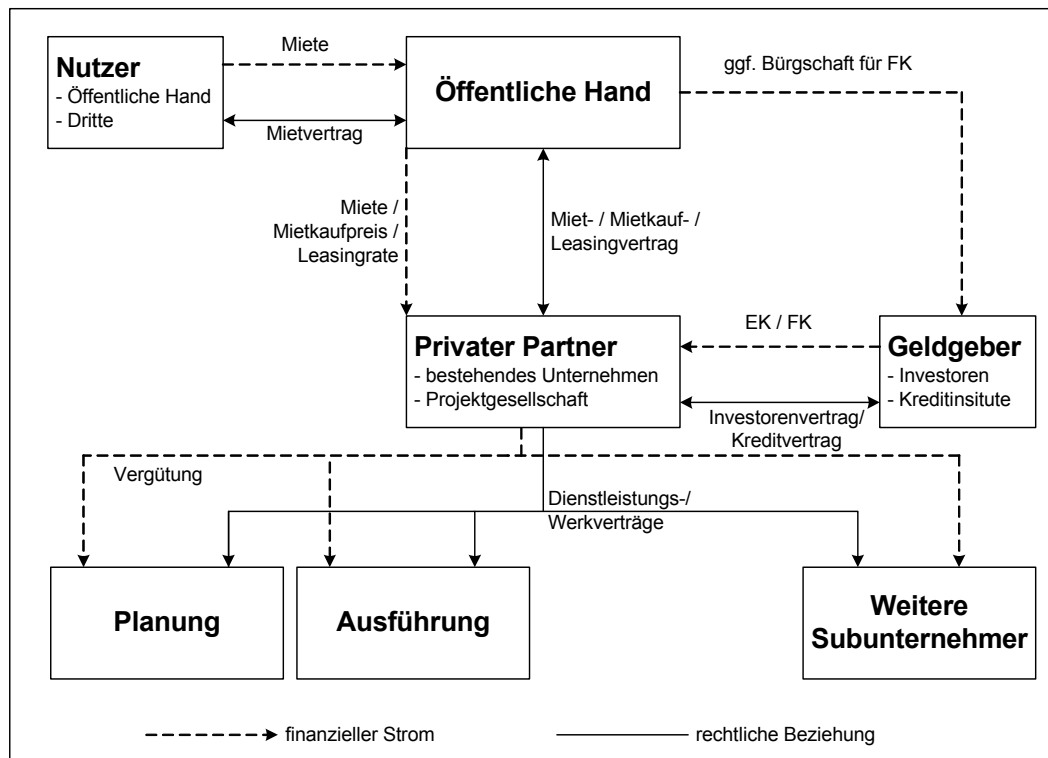 Miete
Nutzer
- Öffentliche Hand
- Dritte
Mietvertrag
Öffentliche Hand
ggf. Bürgschaft für FK
Miete /
Mietkaufpreis /
Leasingrate
Miet- / Mietkauf- /
Leasingvertrag
Privater Partner
- bestehendes Unternehmen
- Projektgesellschaft
EK / FK
Investorenvertrag/
Kreditvertrag
Geldgeber
- Investoren
- Kreditinsitute
Vergütung
Dienstleistungs-/
Werkverträge
Planung
Ausführung
Weitere
Subunternehmer
finanzieller Strom
rechtliche Beziehung